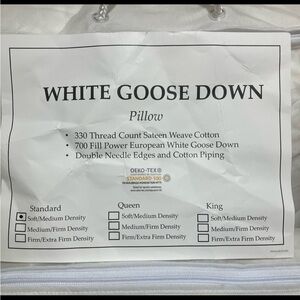 WHITE GOOSE DOWN
Pillow
• 330 Thread Count Sateen Weave Cotton
• 700 Fill Power European White Goose Down
• Double Needle Edges and Cotton Piping
OEKO-TEX®
STANDARD 100
Standard Queen King
Soft/Medium Density Soft/Medium Density Soft/Medium Density
Medium/Firm Density Medium/Firm Density Medium/Firm Density
Firm/Extra Firm Density Firm/Extra Firm Density Firm/Extra Firm Density